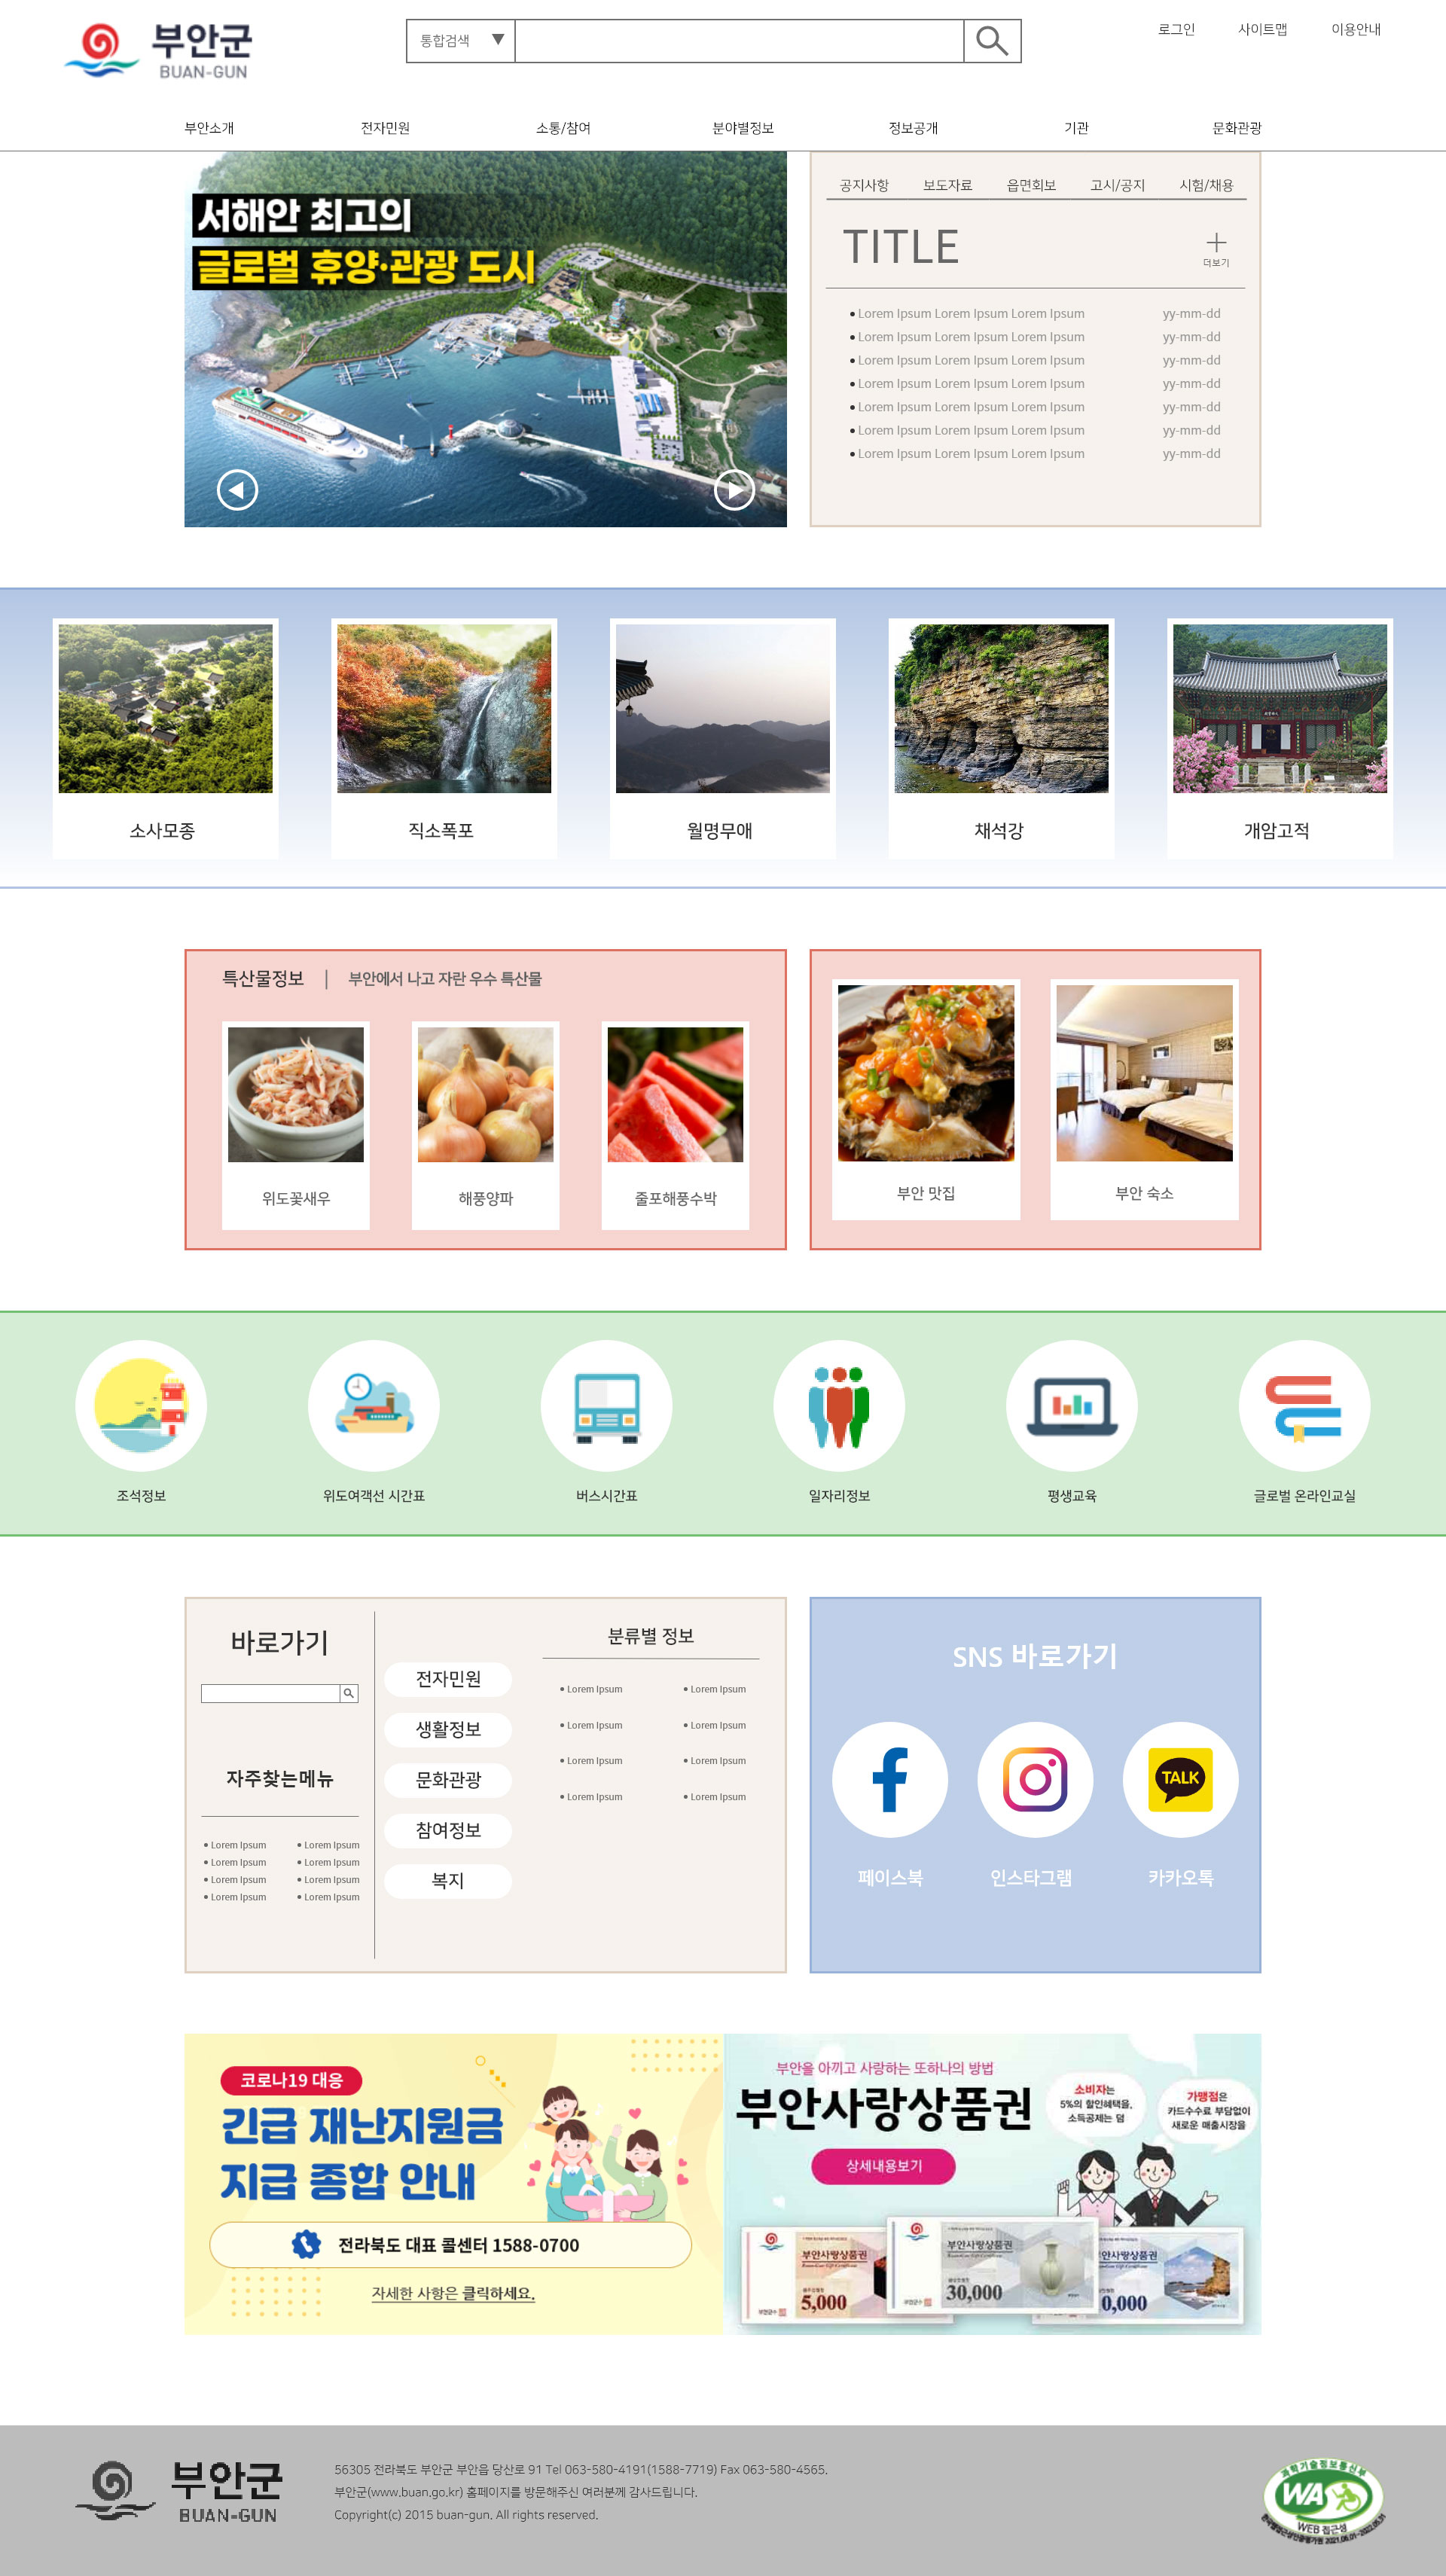 부안군
BUAN-GUN
통합검색
로그인 사이트맵 이용안내
부안소개 전자민원 소통/참여 분야별정보 정보공개 기관 문화관광
서해안 최고의
글로벌 휴양·관광 도시
공지사항 보도자료 읍면회보 고시/공지 시험/채용
TITLE
더보기
Lorem Ipsum Lorem Ipsum Lorem Ipsum yy-mm-dd
Lorem Ipsum Lorem Ipsum Lorem Ipsum yy-mm-dd
Lorem Ipsum Lorem Ipsum Lorem Ipsum yy-mm-dd
Lorem Ipsum Lorem Ipsum Lorem Ipsum yy-mm-dd
Lorem Ipsum Lorem Ipsum Lorem Ipsum yy-mm-dd
Lorem Ipsum Lorem Ipsum Lorem Ipsum yy-mm-dd
Lorem Ipsum Lorem Ipsum Lorem Ipsum yy-mm-dd
소사모종 직소폭포 월명무애 채석강 개암고적
특산물정보 | 부안에서 나고 자란 우수 특산물
위도꽃새우 해풍양파 줄포해풍수박
부안 맛집 부안 숙소
조석정보 위도여객선 시간표 버스시간표 일자리정보 평생교육 글로벌 온라인교실
바로가기
자주찾는메뉴
Lorem Ipsum Lorem Ipsum
Lorem Ipsum Lorem Ipsum
Lorem Ipsum Lorem Ipsum
Lorem Ipsum Lorem Ipsum
전자민원
생활정보
문화관광
참여정보
복지
분류별 정보
Lorem Ipsum Lorem Ipsum
Lorem Ipsum Lorem Ipsum
Lorem Ipsum Lorem Ipsum
Lorem Ipsum Lorem Ipsum
SNS 바로가기
TALK
페이스북 인스타그램 카카오톡
코로나19 대응
긴급 재난지원금
지급 종합 안내
전라북도 대표 콜센터 1588-0700
자세한 사항은 클릭하세요.
부안을 아끼고 사랑하는 또하나의 방법
부안사랑상품권
상세내용보기
소비자는
5%의 할인혜택을,
소득공제는 덤
가맹점은
카드수수료 부담없이
새로운 매출시장을
부안사랑상품권
5,000
부안사랑상품권
30,000
안사랑상품권
0,000
부안군
BUAN-GUN
56305 전라북도 부안군 부안읍 당산로 91 Tel 063-580-4191(1588-7719) Fax 063-580-4565.
부안군(www.buan.go.kr) 홈페이지를 방문해주신 여러분께 감사드립니다.
Copyright(c) 2015 buan-gun. All rights reserved.
과학기술정보통신부
WA
WEB 접근성